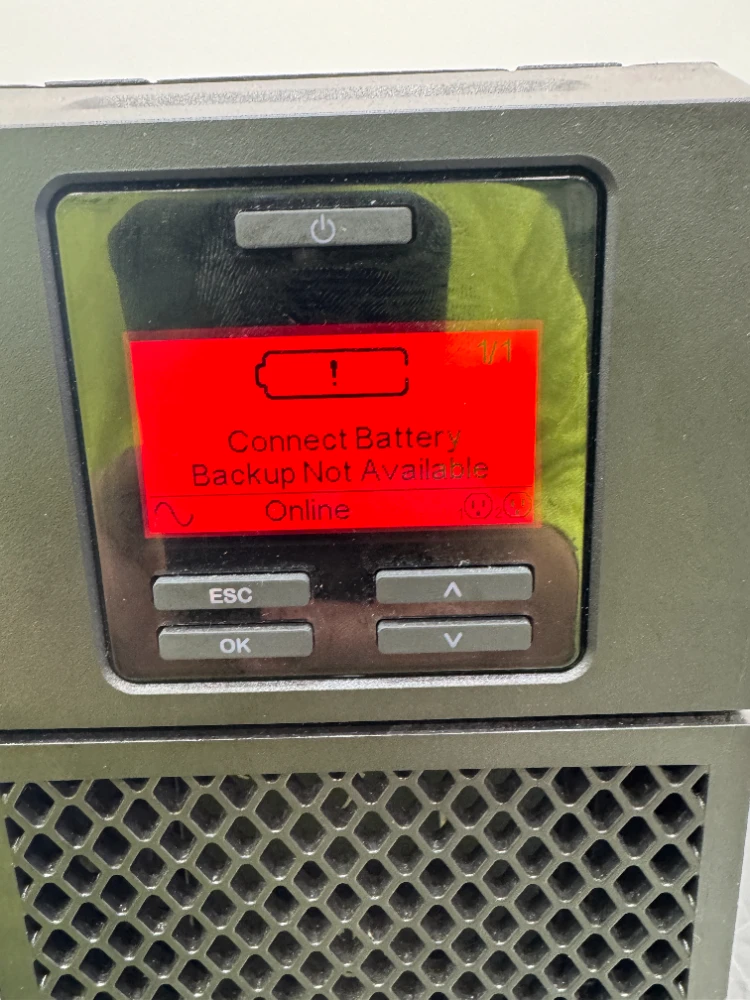 1/1
!
Connect Battery
Backup Not Available
Online
ESC
OK